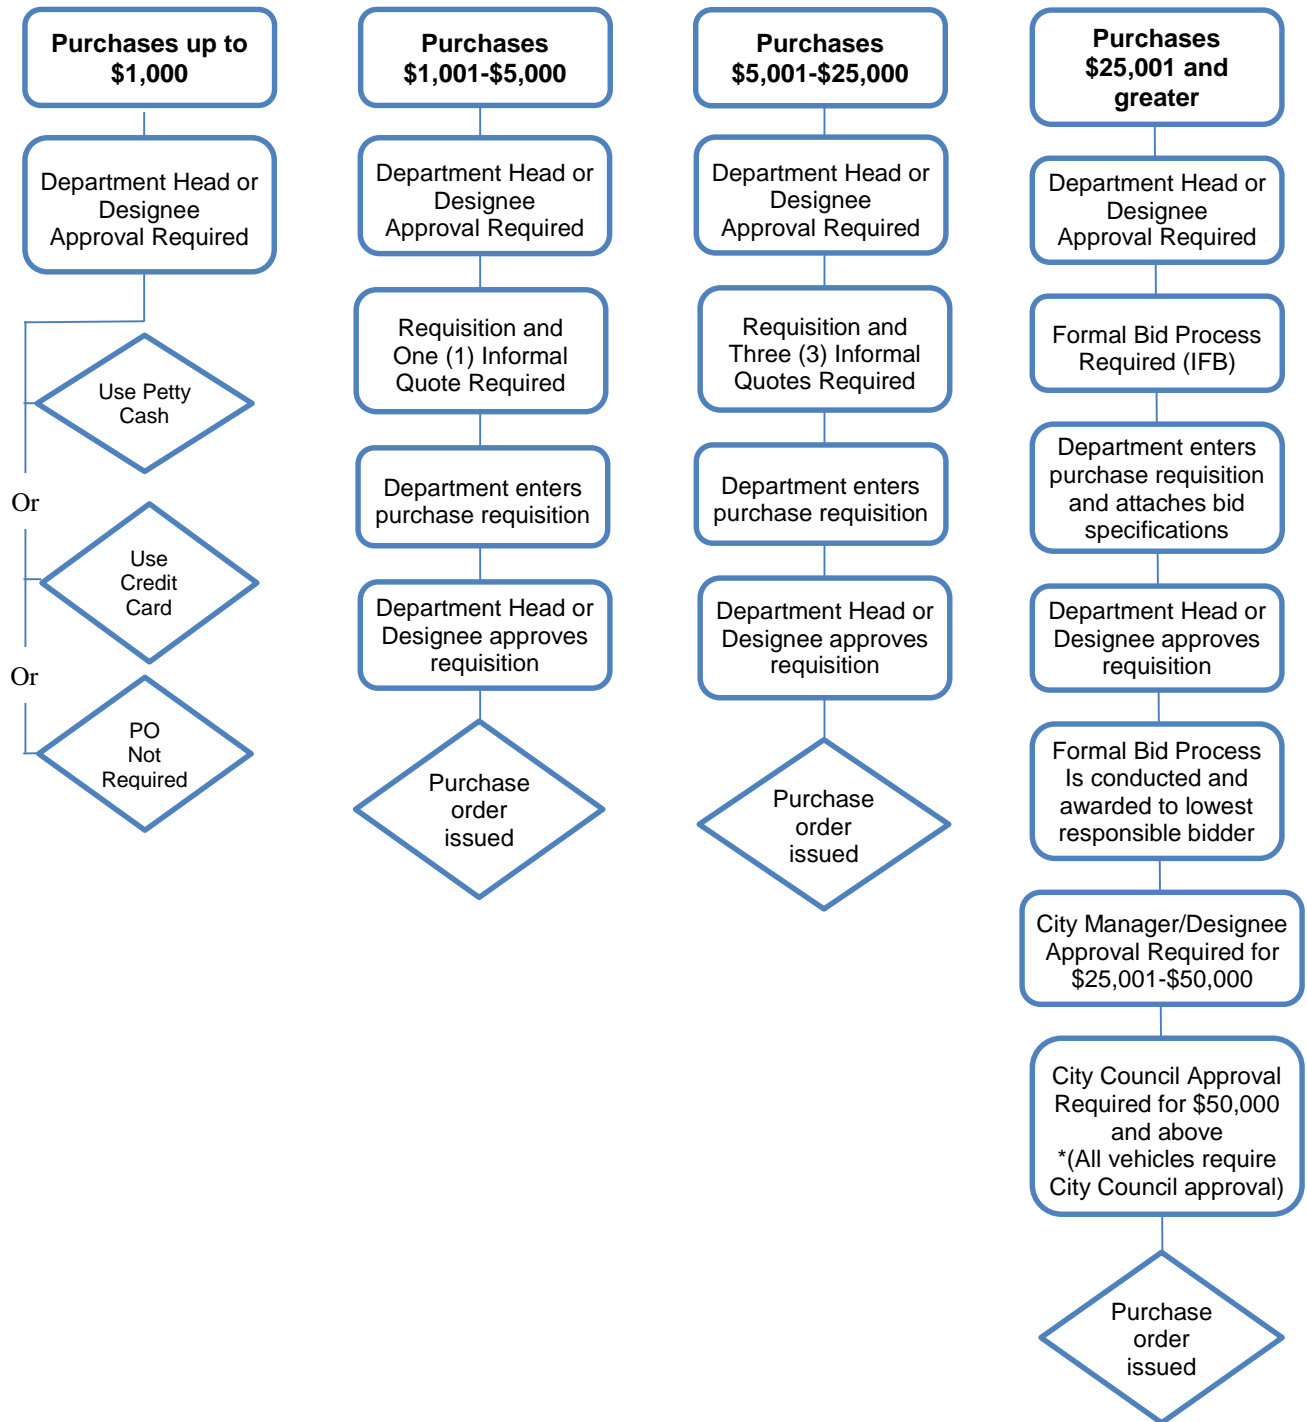 Purchases up to
$1,000
Department Head or
Designee
Approval Required
Use Petty
Cash
Or
Use
Credit
Card
Or
PO
Not
Required
Purchases
$1,001-$5,000
Department Head or
Designee
Approval Required
Requisition and
One (1) Informal
Quote Required
Department enters
purchase requisition
Department Head or
Designee approves
requisition
Purchase
order
issued
Purchases
$5,001-$25,000
Department Head or
Designee
Approval Required
Requisition and
Three (3) Informal
Quotes Required
Department enters
purchase requisition
Department Head or
Designee approves
requisition
Purchase
order
issued
Purchases
$25,001 and
greater
Department Head or
Designee
Approval Required
Formal Bid Process
Required (IFB)
Department enters
purchase requisition
and attaches bid
specifications
Department Head or
Designee approves
requisition
Formal Bid Process
Is conducted and
awarded to lowest
responsible bidder
City Manager/Designee
Approval Required for
$25,001-$50,000
City Council Approval
Required for $50,000
and above
*(All vehicles require
City Council approval)
Purchase
order
issued